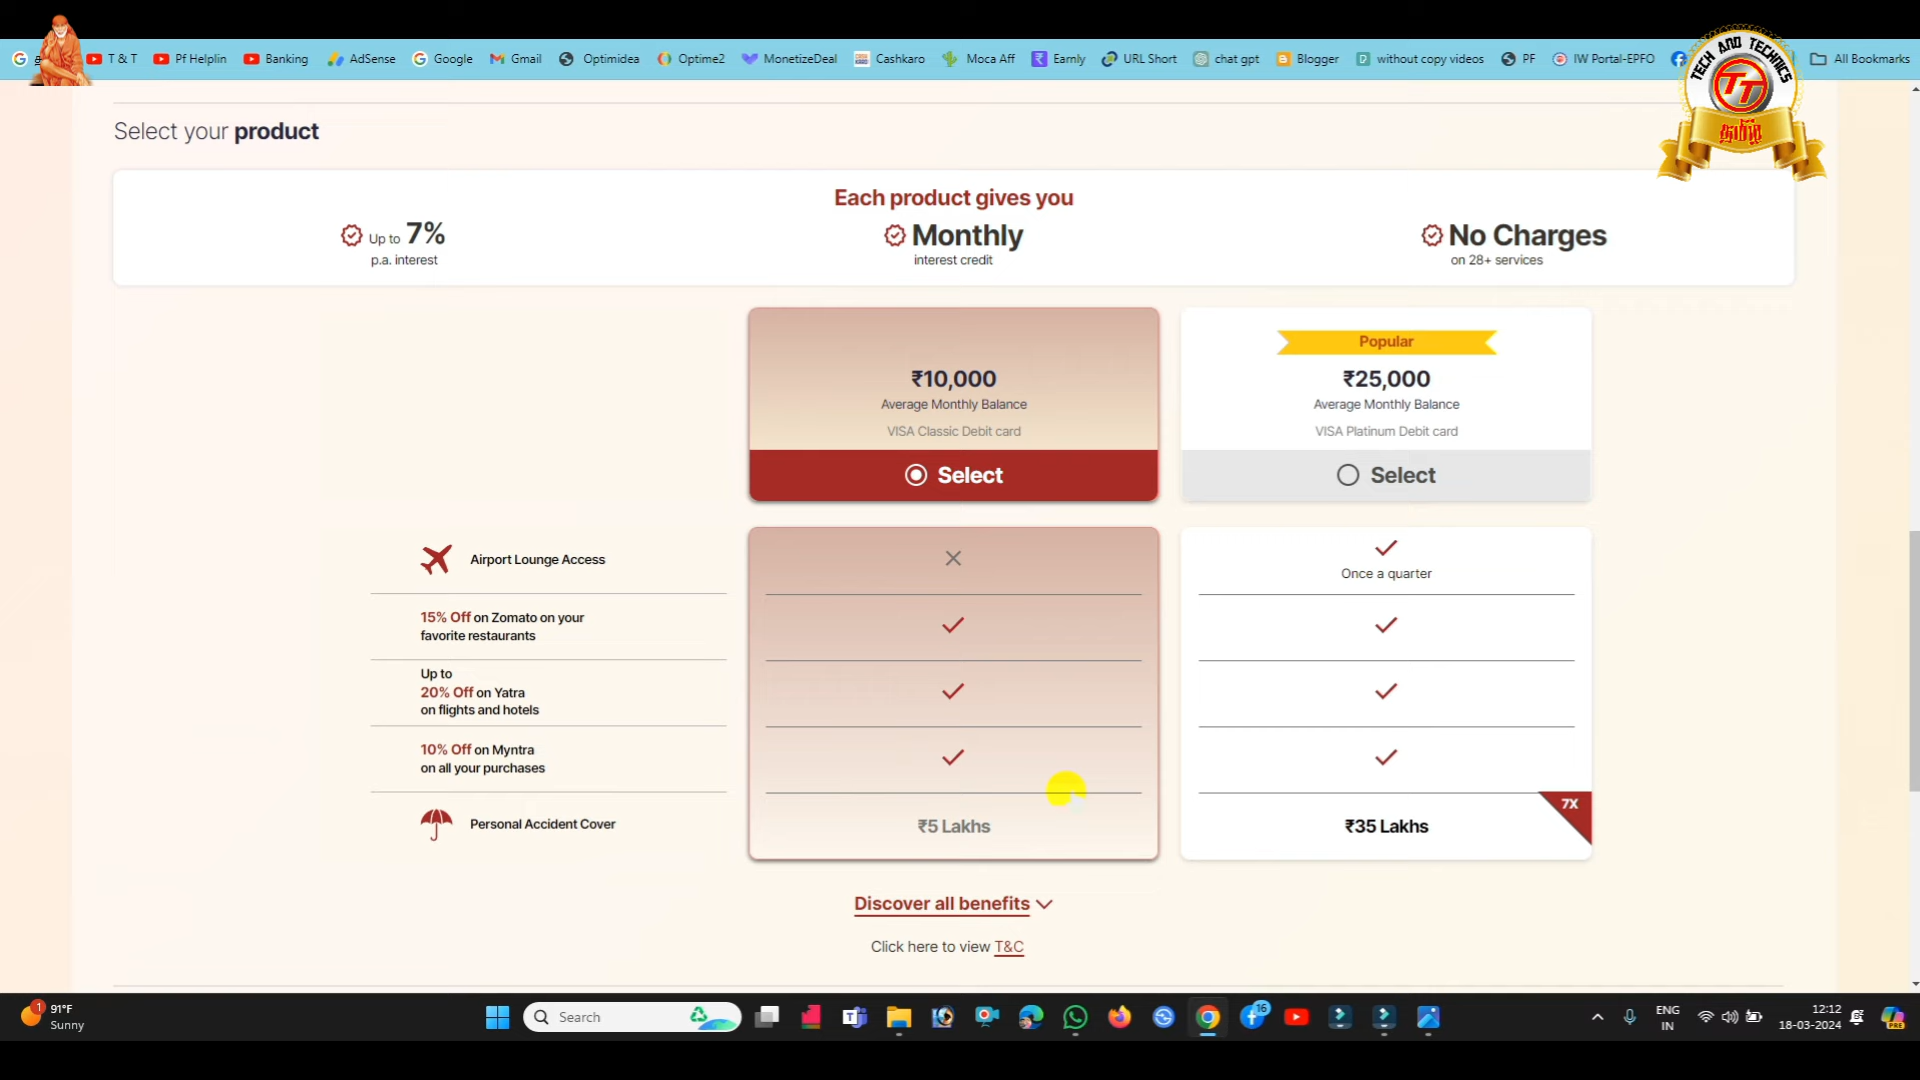 T & T
Pf Helplin
Banking
AdSense
Google
Gmail
Optimidea
Optime2
MonetizeDeal
Cashkaro
Moca Aff
Earnly
URL Short
chat gpt
Blogger
without copy videos
PF
IW Portal-EPFO
All Bookmarks
TECH AND TECHNICS
TT
தமிழ்
Select your product
Each product gives you
Up to 7%
p.a. interest
Monthly
interest credit
No Charges
on 28+ services
₹10,000
Average Monthly Balance
VISA Classic Debit card
Select
Popular
₹25,000
Average Monthly Balance
VISA Platinum Debit card
Select
Airport Lounge Access
Once a quarter
15% Off on Zomato on your
favorite restaurants
Up to
20% Off on Yatra
on flights and hotels
10% Off on Myntra
on all your purchases
Personal Accident Cover
₹5 Lakhs
₹35 Lakhs
7X
Discover all benefits
Click here to view T&C
1
91°F
Sunny
Search
16
ENG
IN
12:12
18-03-2024
PRE